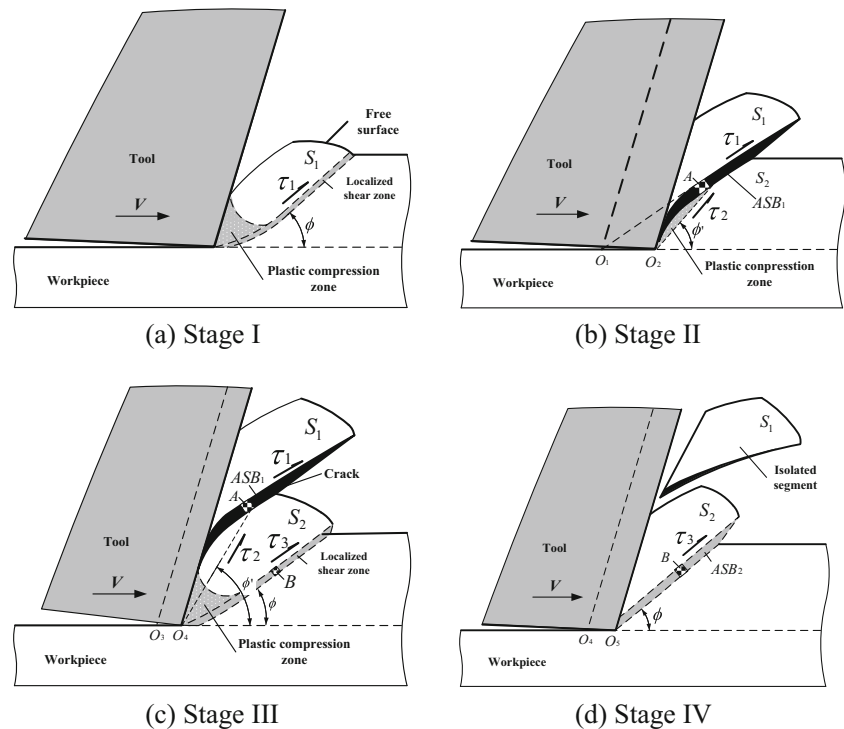 Free
surface
S₁
Tool
τ₁
Localized
shear zone
V
ϕ
Workpiece
Plastic compression
zone
(a) Stage I
S₁
τ₁
Tool
A
S₂
τ₂
ASB₁
V
ϕ'
O₁
O₂
Plastic conpresstion
zone
Workpiece
(b) Stage II
S₁
τ₁
ASB₁
Crack
A
S₂
Tool
τ₂
τ₃
Localized
shear zone
B
V
ϕ'
ϕ
O₃
O₄
Workpiece
Plastic compression
zone
(c) Stage III
S₁
Isolated
segment
S₂
τ₃
Tool
B
ASB₂
V
ϕ
O₄
O₅
Workpiece
(d) Stage IV